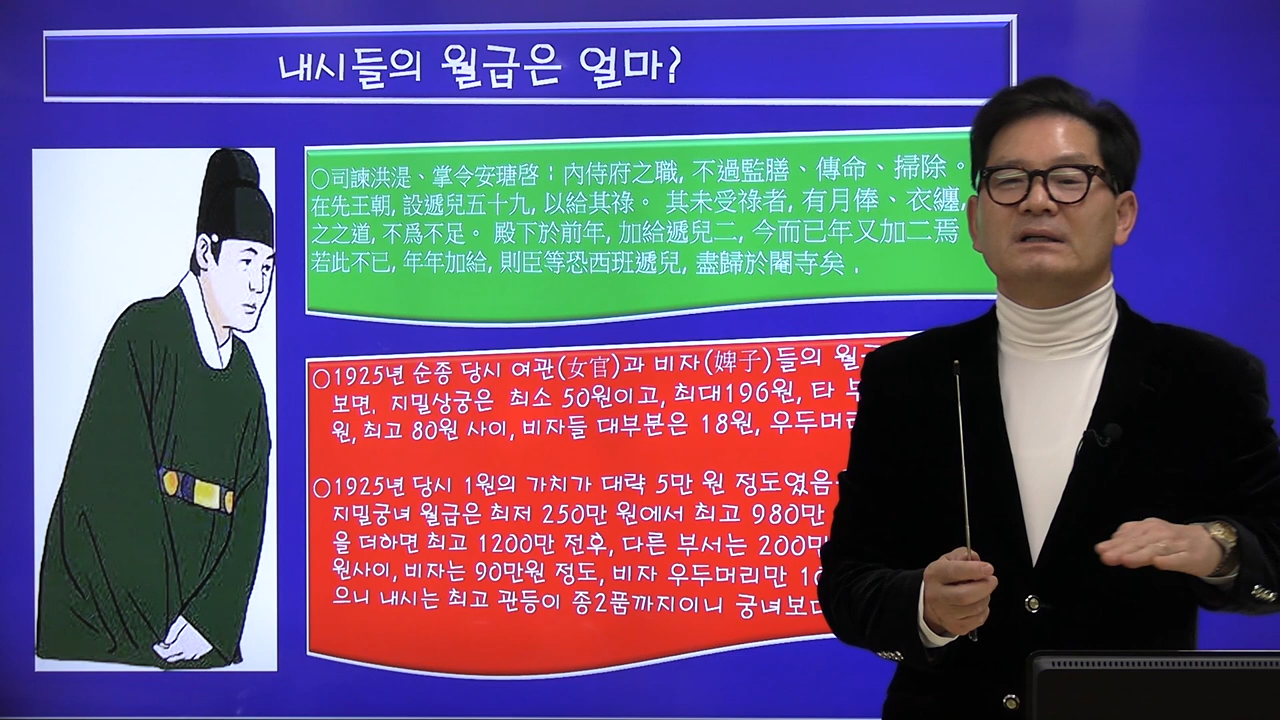 내시들의 월급은 얼마?
○司諫洪湜、掌令安瑭啓：內侍府之職, 不過監膳、傳命、掃除。
在先王朝, 設遞兒五十九, 以給其祿。 其未受祿者, 有月俸、衣纏,
之之道, 不爲不足。 殿下於前年, 加給遞兒二, 今而已年又加二焉
若此不已, 年年加給, 則臣等恐西班遞兒, 盡歸於閹寺矣.
○1925년 순종 당시 여관(女官)과 비자(婢子)들의 월급
보면, 지밀상궁은 최소 50원이고, 최대196원, 타
원, 최고 80원 사이, 비자들 대부분은 18원, 우두머
○1925년 당시 1원의 가치가 대략 5만 원 정도였음
지밀궁녀 월급은 최저 250만 원에서 최고 980만
을 더하면 최고 1200만 전후, 다른 부서는 200만
원사이, 비자는 90만원 정도, 비자 우두머리만
으니 내시는 최고 관등이 종2품까지이니 궁녀보다